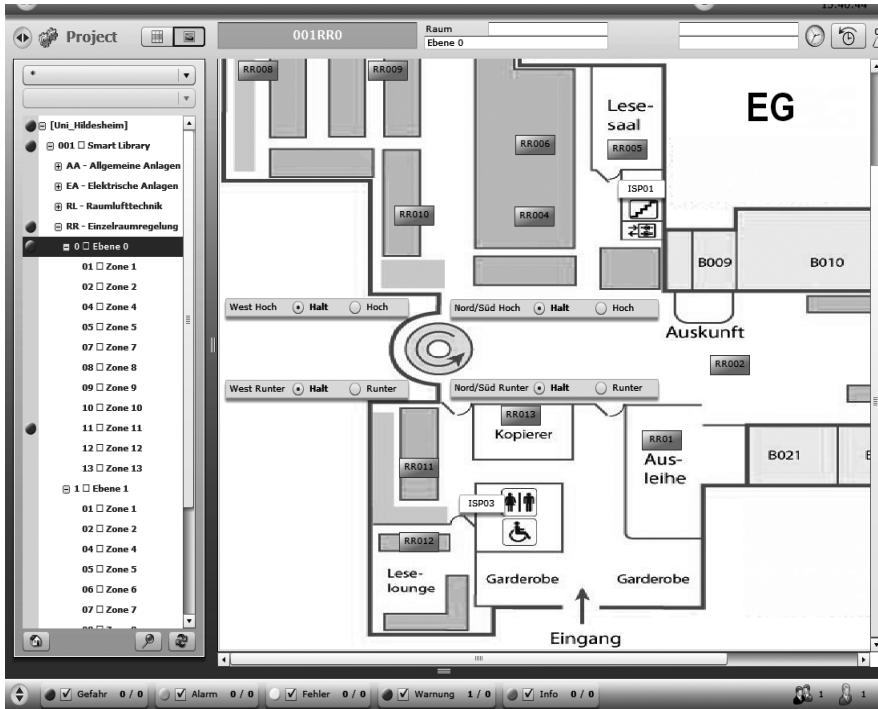 15:40:44
Project
001RR0
Raum
Ebene 0
*
[Uni_Hildesheim]
001 □ Smart Library
AA - Allgemeine Anlagen
EA - Elektrische Anlagen
RL - Raumlufttechnik
RR - Einzelraumregelung
0 □ Ebene 0
01 □ Zone 1
02 □ Zone 2
04 □ Zone 4
05 □ Zone 5
07 □ Zone 7
08 □ Zone 8
09 □ Zone 9
10 □ Zone 10
11 □ Zone 11
12 □ Zone 12
13 □ Zone 13
1 □ Ebene 1
01 □ Zone 1
02 □ Zone 2
04 □ Zone 4
05 □ Zone 5
06 □ Zone 6
07 □ Zone 7
RR008
RR009
Lese-
saal
EG
RR006
RR005
ISP01
RR010
RR004
B009
B010
West Hoch Halt Hoch
Nord/Süd Hoch Halt Hoch
Auskunft
RR002
West Runter Halt Runter
Nord/Süd Runter Halt Runter
RR013
Kopierer
RR01
Aus-
leihe
B021
RR011
ISP03
RR012
Lese-
lounge
Garderobe
Garderobe
Eingang
Gefahr 0 / 0
Alarm 0 / 0
Fehler 0 / 0
Warnung 1 / 0
Info 0 / 0
1
1